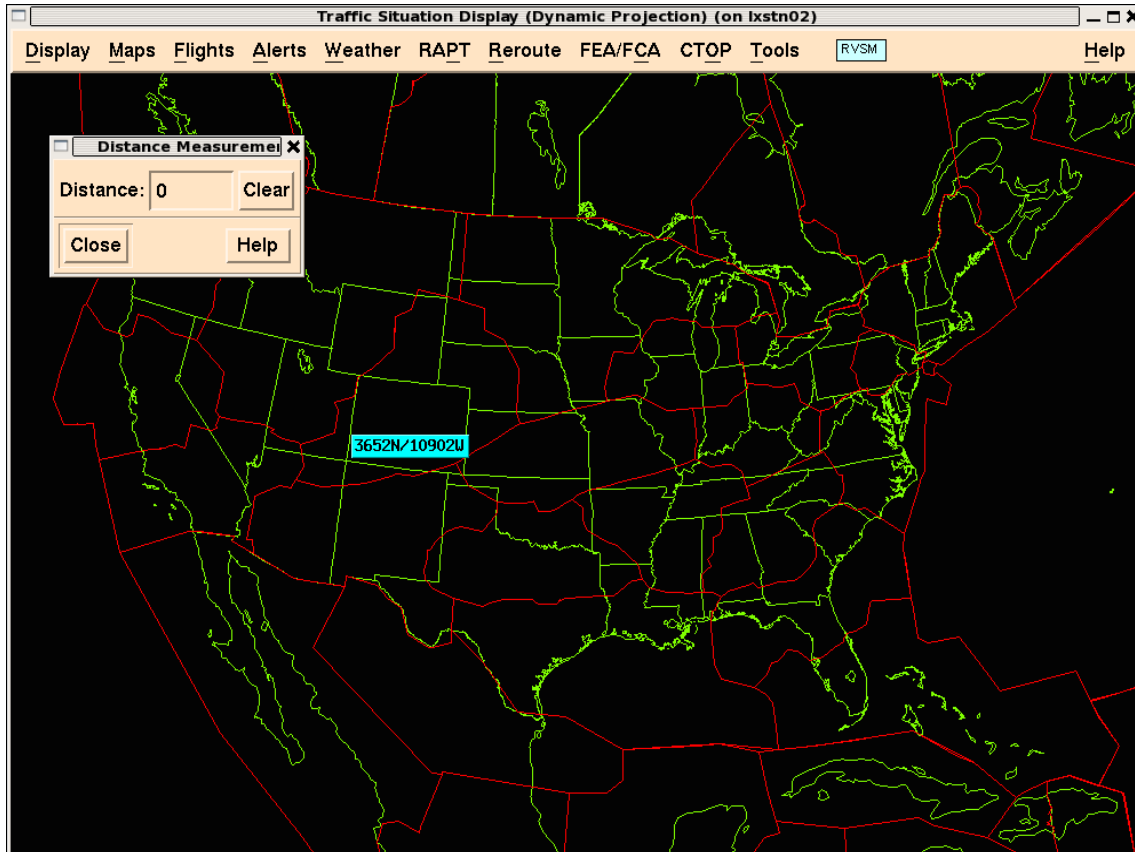 Traffic Situation Display (Dynamic Projection) (on lxstn02)
Display Maps Flights Alerts Weather RAPT Reroute FEA/FCA CTOP Tools RVSM Help
Distance Measuremen
Distance: 0 Clear
Close Help
3652N/10902W